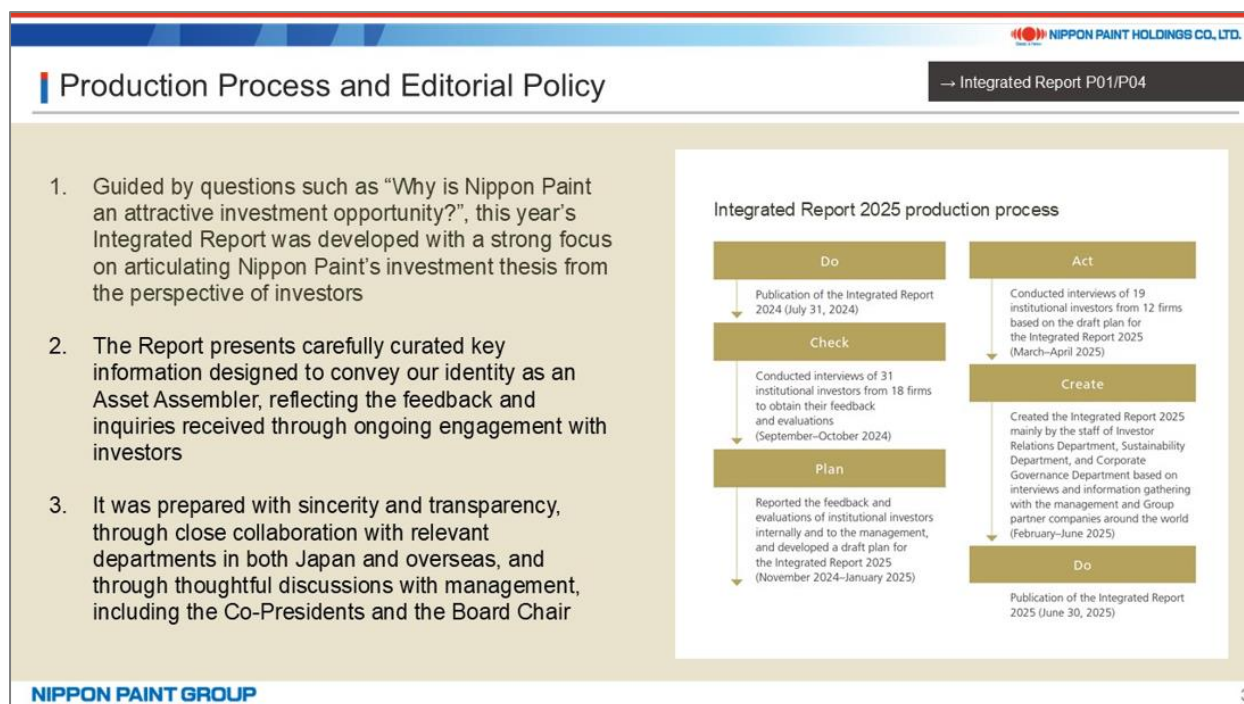 NIPPON PAINT HOLDINGS CO., LTD.
Production Process and Editorial Policy
→ Integrated Report P01/P04
1. Guided by questions such as “Why is Nippon Paint
an attractive investment opportunity?”, this year’s
Integrated Report was developed with a strong focus
on articulating Nippon Paint’s investment thesis from
the perspective of investors
2. The Report presents carefully curated key
information designed to convey our identity as an
Asset Assembler, reflecting the feedback and
inquiries received through ongoing engagement with
investors
3. It was prepared with sincerity and transparency,
through close collaboration with relevant
departments in both Japan and overseas, and
through thoughtful discussions with management,
including the Co-Presidents and the Board Chair
Integrated Report 2025 production process
Do
Publication of the Integrated Report
2024 (July 31, 2024)
Check
Conducted interviews of 31
institutional investors from 18 firms
to obtain their feedback
and evaluations
(September–October 2024)
Plan
Reported the feedback and
evaluations of institutional investors
internally and to the management,
and developed a draft plan for
the Integrated Report 2025
(November 2024–January 2025)
Act
Conducted interviews of 19
institutional investors from 12 firms
based on the draft plan for
the Integrated Report 2025
(March–April 2025)
Create
Created the Integrated Report 2025
mainly by the staff of Investor
Relations Department, Sustainability
Department, and Corporate
Governance Department based on
interviews and information gathering
with the management and Group
partner companies around the world
(February–June 2025)
Do
Publication of the Integrated Report
2025 (June 30, 2025)
NIPPON PAINT GROUP